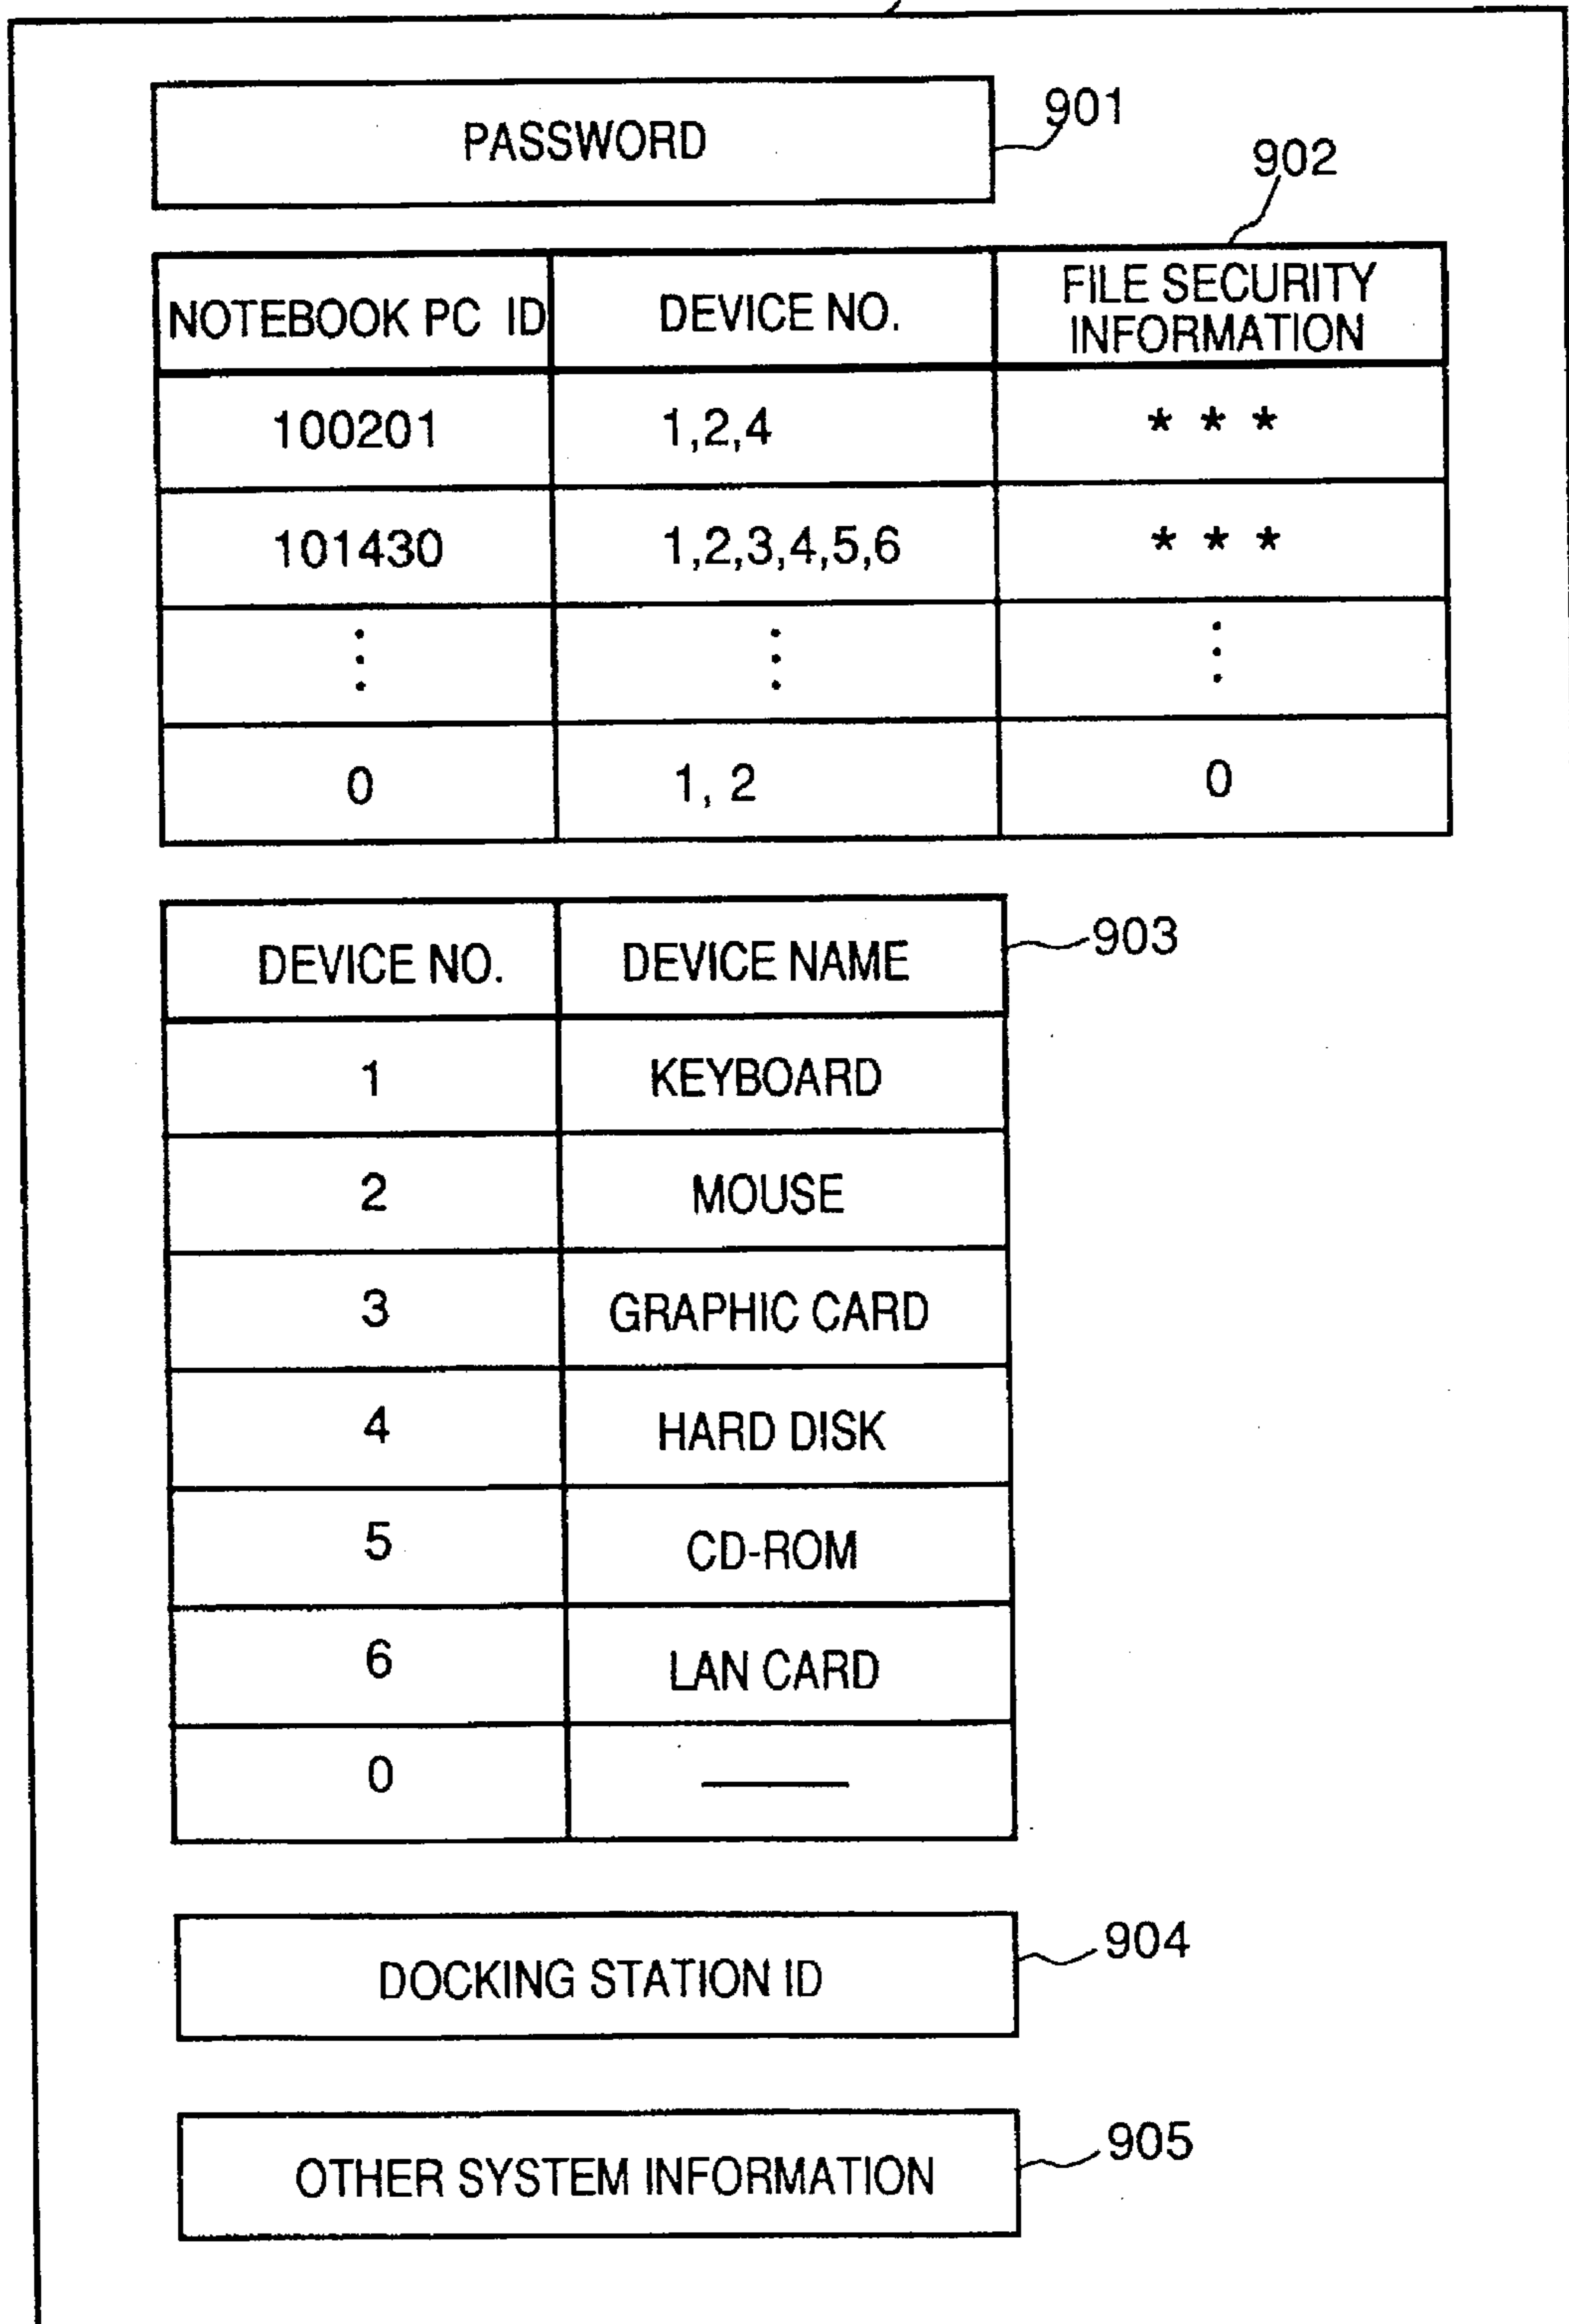 PASSWORD
901
902
NOTEBOOK PC ID DEVICE NO. FILE SECURITY
INFORMATION
100201 1,2,4 * * *
101430 1,2,3,4,5,6 * * *
0 1, 2 0
903
DEVICE NO. DEVICE NAME
1 KEYBOARD
2 MOUSE
3 GRAPHIC CARD
4 HARD DISK
5 CD-ROM
6 LAN CARD
0 ———
DOCKING STATION ID
904
OTHER SYSTEM INFORMATION
905